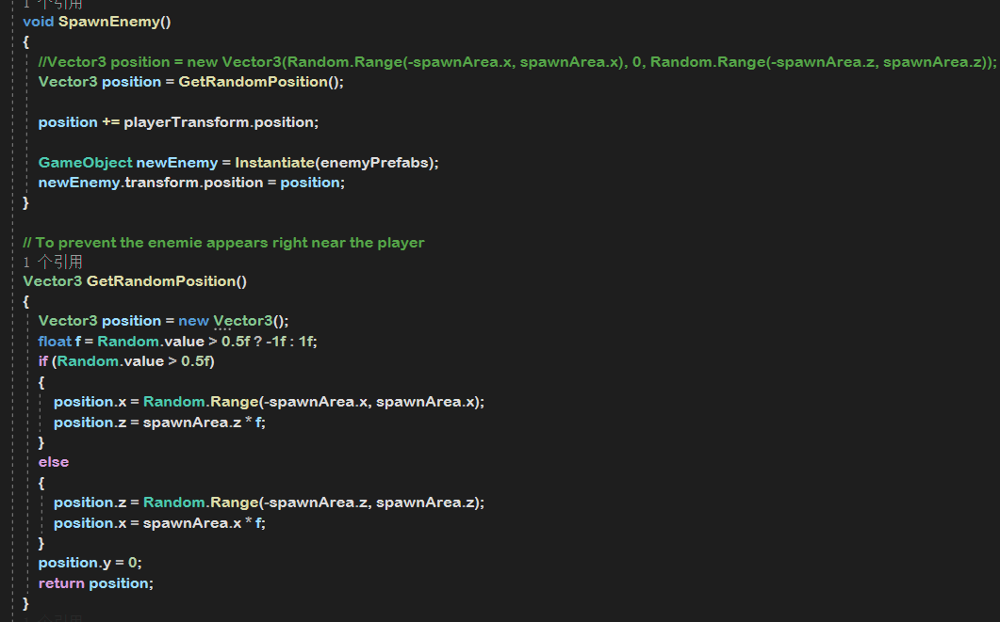 1 个引用
void SpawnEnemy()
{
//Vector3 position = new Vector3(Random.Range(-spawnArea.x, spawnArea.x), 0, Random.Range(-spawnArea.z, spawnArea.z));
Vector3 position = GetRandomPosition();
position += playerTransform.position;
GameObject newEnemy = Instantiate(enemyPrefabs);
newEnemy.transform.position = position;
}
// To prevent the enemie appears right near the player
1 个引用
Vector3 GetRandomPosition()
{
Vector3 position = new Vector3();
float f = Random.value > 0.5f ? -1f : 1f;
if (Random.value > 0.5f)
{
position.x = Random.Range(-spawnArea.x, spawnArea.x);
position.z = spawnArea.z * f;
}
else
{
position.z = Random.Range(-spawnArea.z, spawnArea.z);
position.x = spawnArea.x * f;
}
position.y = 0;
return position;
}